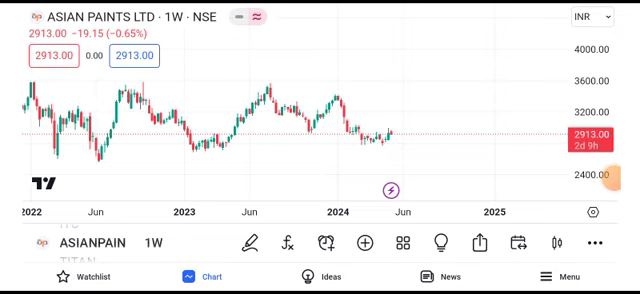 ASIAN PAINTS LTD · 1W · NSE
INR
2913.00 −19.15 (−0.65%)
2913.00 0.00 2913.00
4000.00
3600.00
3200.00
2913.00
2d 9h
2400.00
2022 Jun 2023 Jun 2024 Jun 2025
ITC
ASIANPAIN 1W
TITAN
Watchlist Chart Ideas News Menu